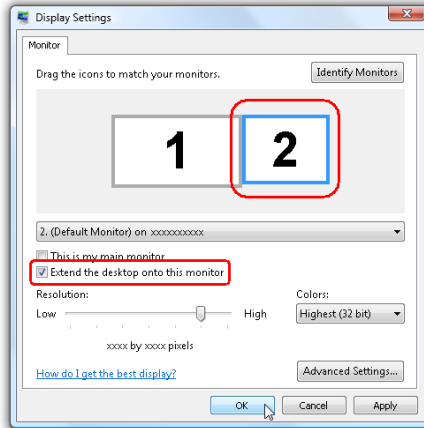 Display Settings
Monitor
Drag the icons to match your monitors.
Identify Monitors
1 2
2. (Default Monitor) on xxxxxxxxxx
This is my main monitor
Extend the desktop onto this monitor
Resolution:
Colors:
Low High
Highest (32 bit)
xxxx by xxxx pixels
How do I get the best display?
Advanced Settings...
OK Cancel Apply